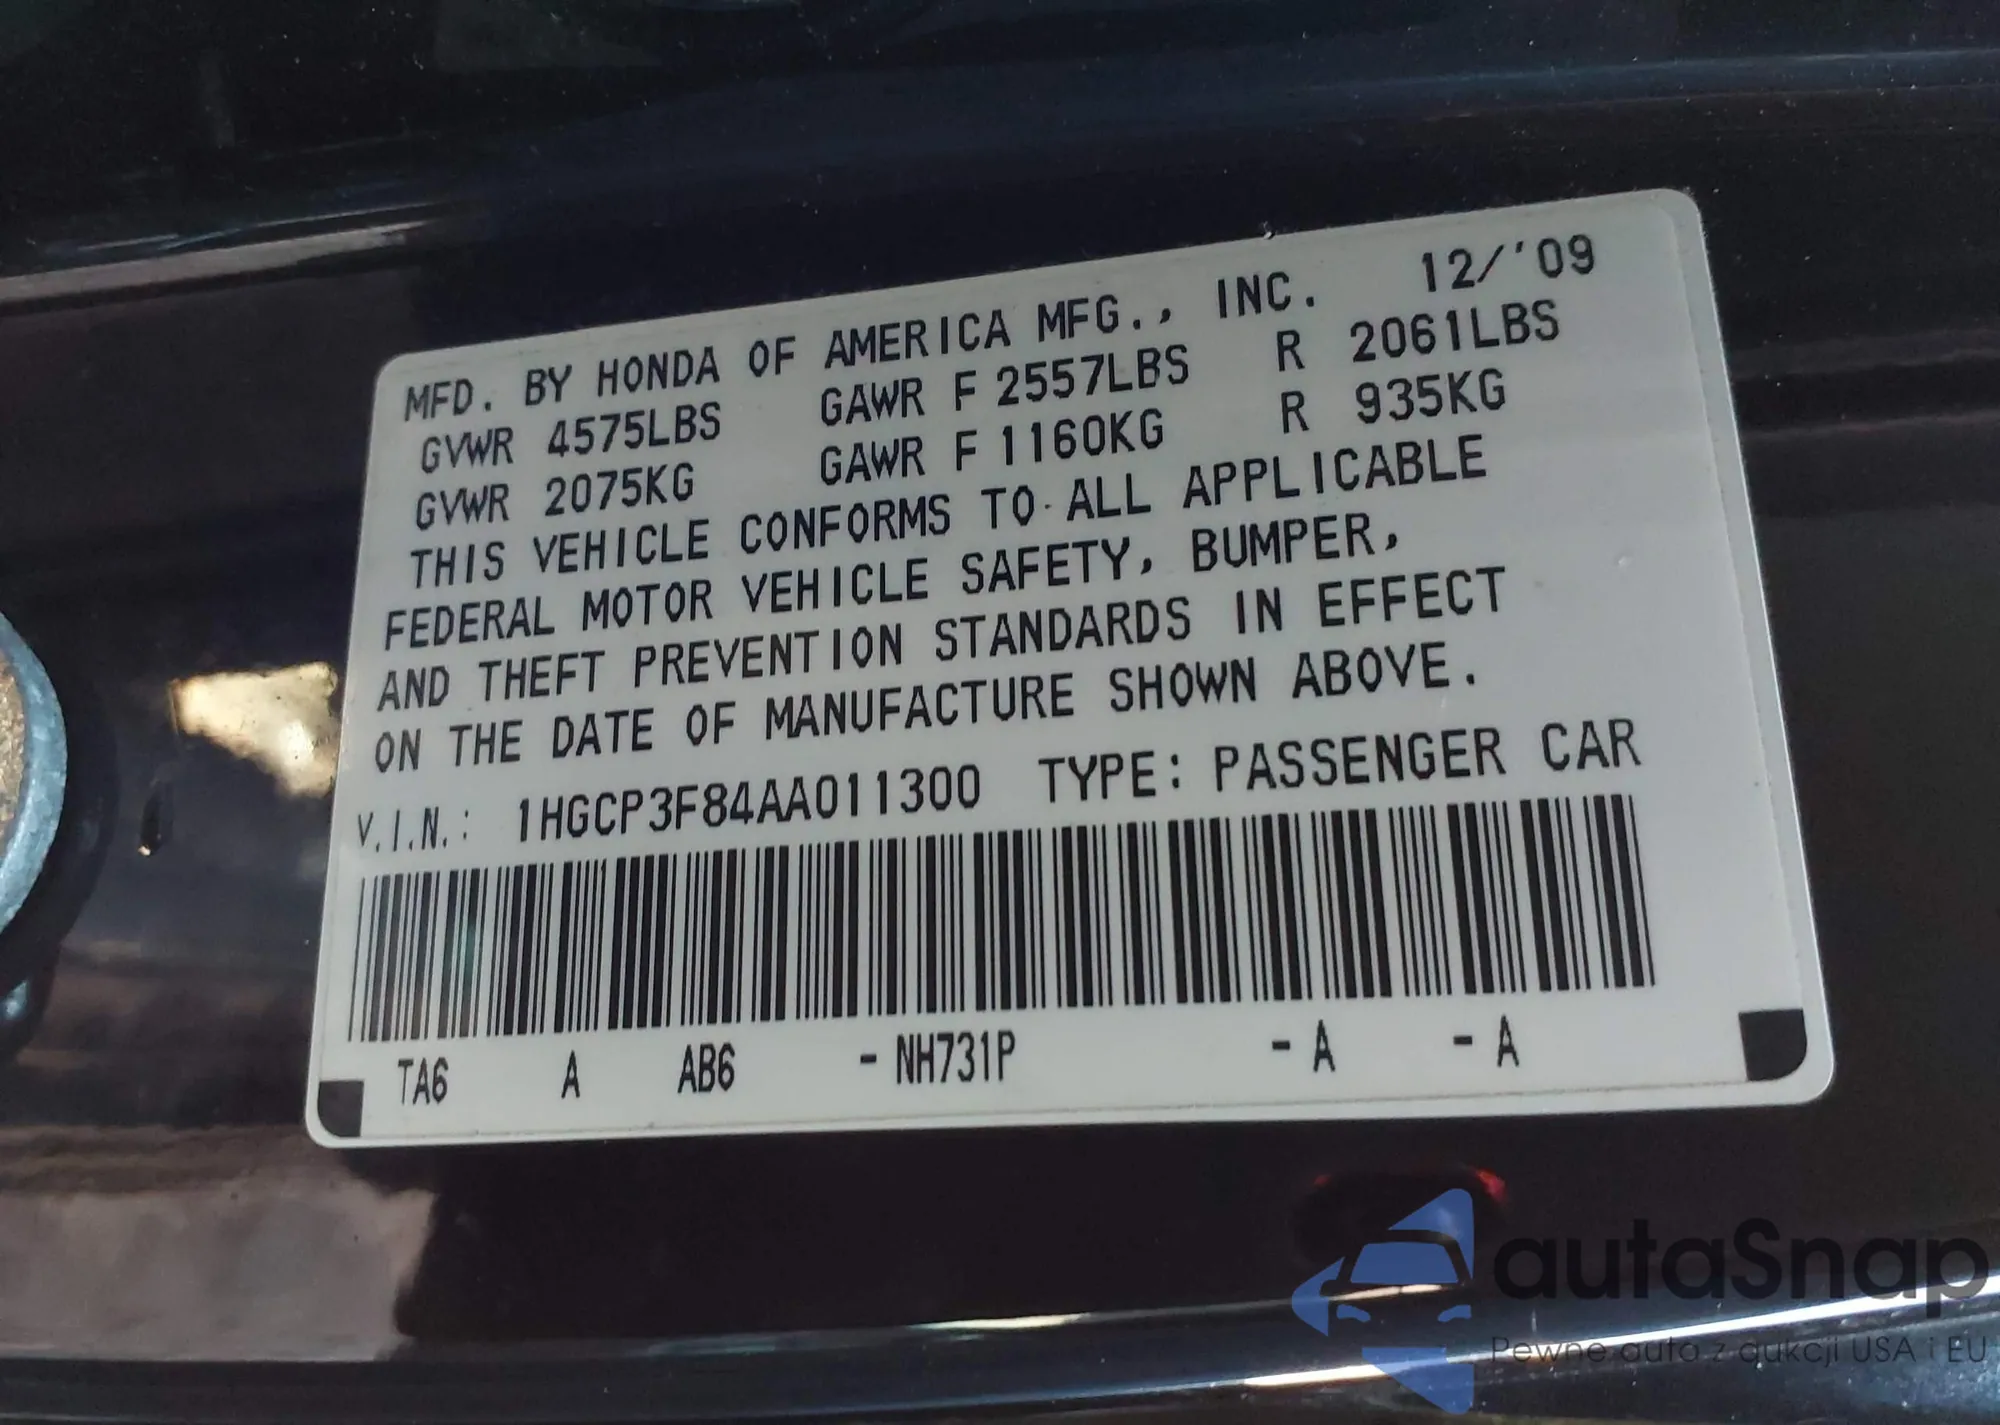 MFD. BY HONDA OF AMERICA MFG., INC. 12/'09
GVWR 4575LBS GAWR F 2557LBS R 2061LBS
GVWR 2075KG GAWR F 1160KG R 935KG
THIS VEHICLE CONFORMS TO ALL APPLICABLE
FEDERAL MOTOR VEHICLE SAFETY, BUMPER,
AND THEFT PREVENTION STANDARDS IN EFFECT
ON THE DATE OF MANUFACTURE SHOWN ABOVE.
V.I.N.: 1HGCP3F84AA011300 TYPE: PASSENGER CAR
TA6 A AB6 -NH731P -A -A
autaSnap
Pewne auto z aukcji USA i EU